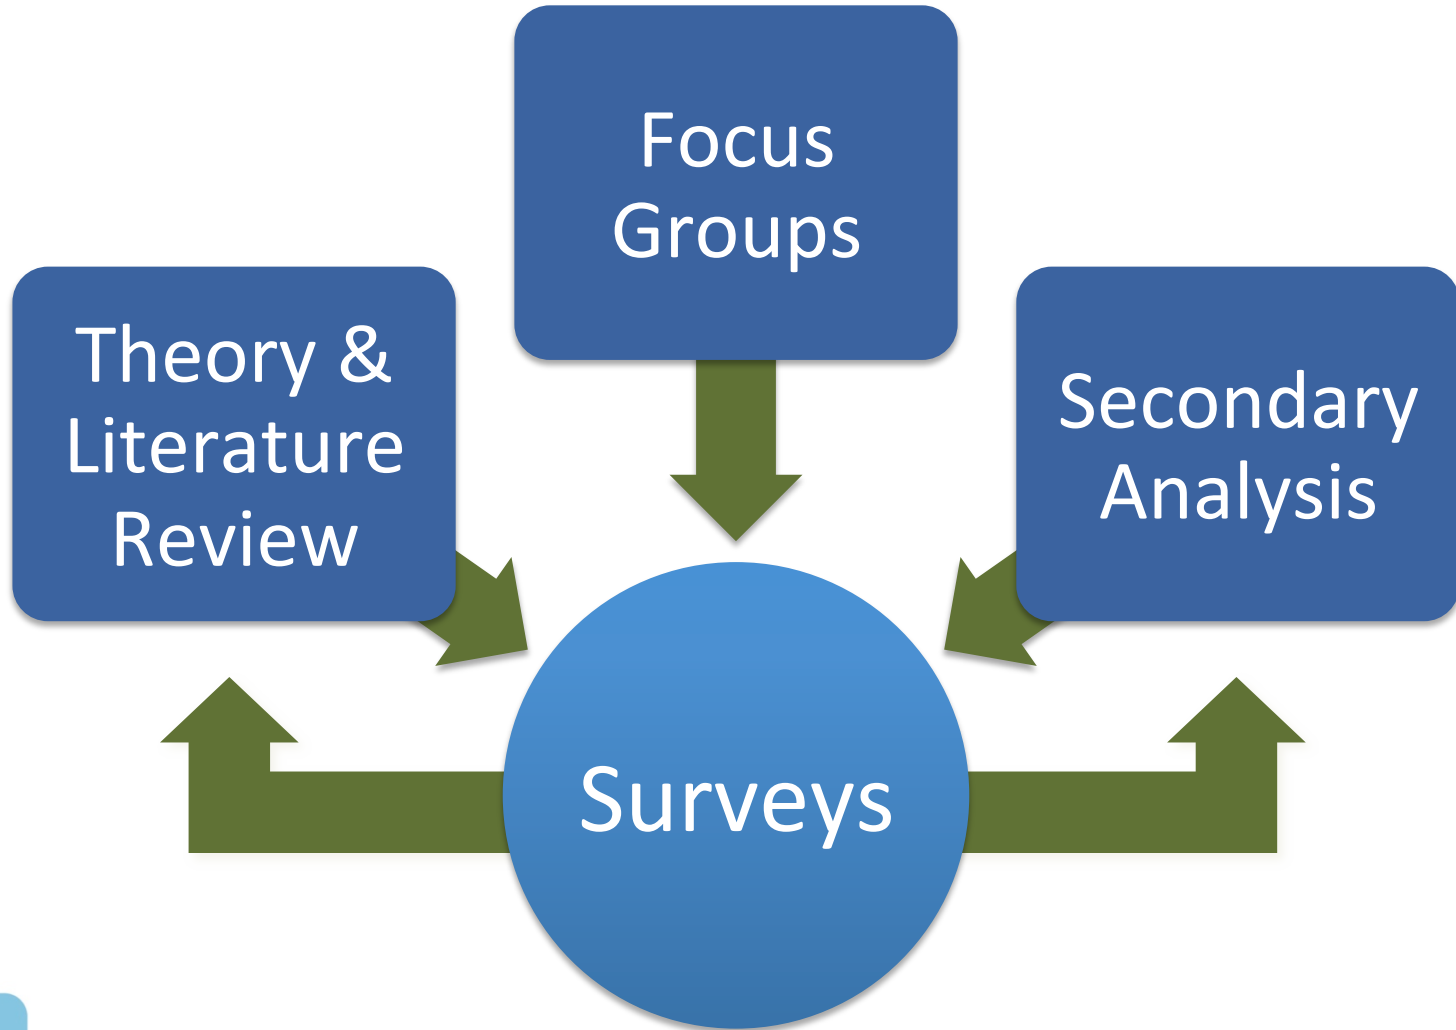 Focus
Groups
Theory &
Literature
Review
Secondary
Analysis
Surveys